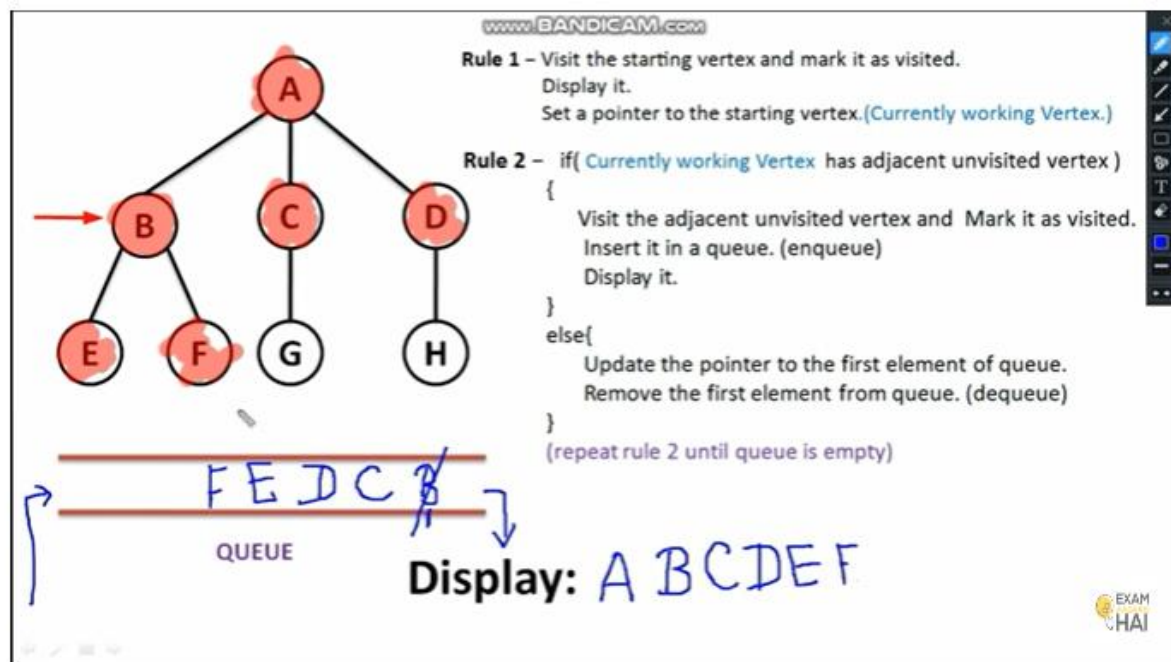 www.BANDICAM.com
A
B
C
D
E
F
G
H
Rule 1 – Visit the starting vertex and mark it as visited.
Display it.
Set a pointer to the starting vertex.(Currently working Vertex.)
Rule 2 – if( Currently working Vertex has adjacent unvisited vertex )
{
Visit the adjacent unvisited vertex and Mark it as visited.
Insert it in a queue. (enqueue)
Display it.
}
else{
Update the pointer to the first element of queue.
Remove the first element from queue. (dequeue)
}
(repeat rule 2 until queue is empty)
F E D C B
QUEUE
Display: A B C D E F
T
EXAM
HAI